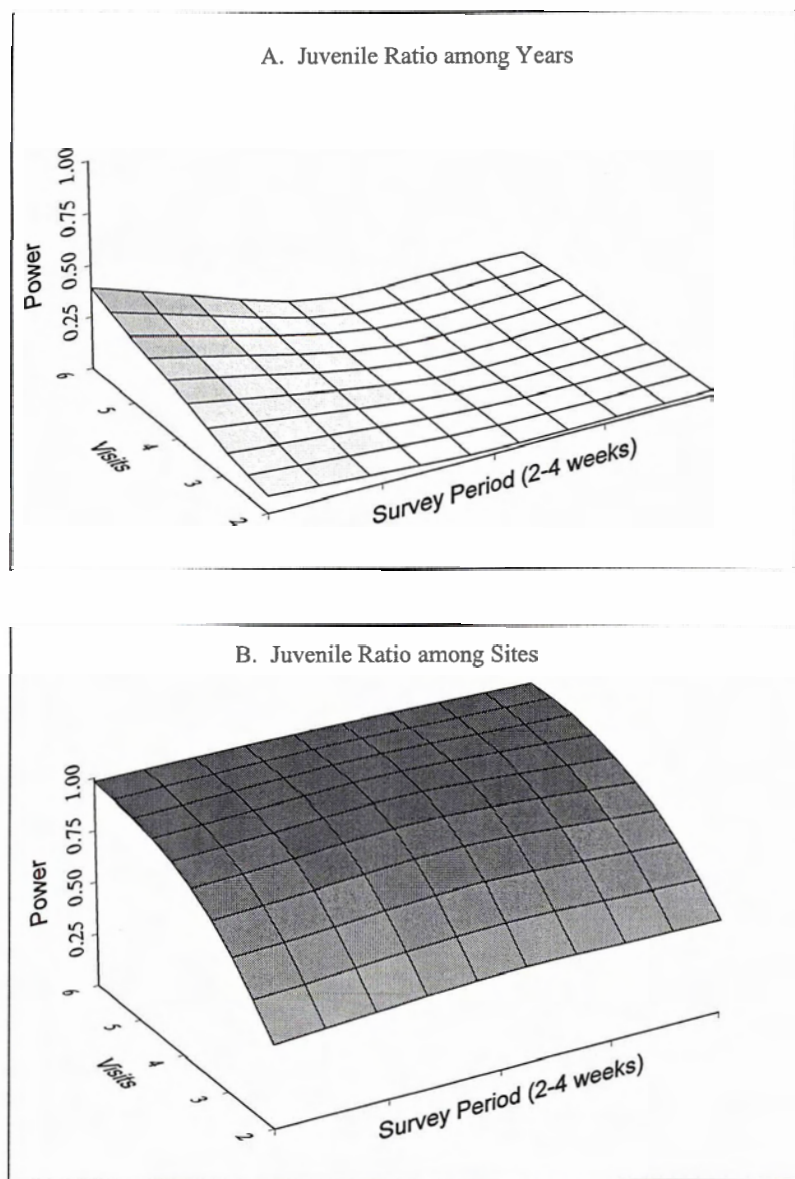 A. Juvenile Ratio among Years
1.00
0.75
0.50
0.25
Power
6
5
4
3
2
Visits
Survey Period (2-4 weeks)
B. Juvenile Ratio among Sites
1.00
0.75
0.50
0.25
Power
6
5
4
3
2
Visits
Survey Period (2-4 weeks)